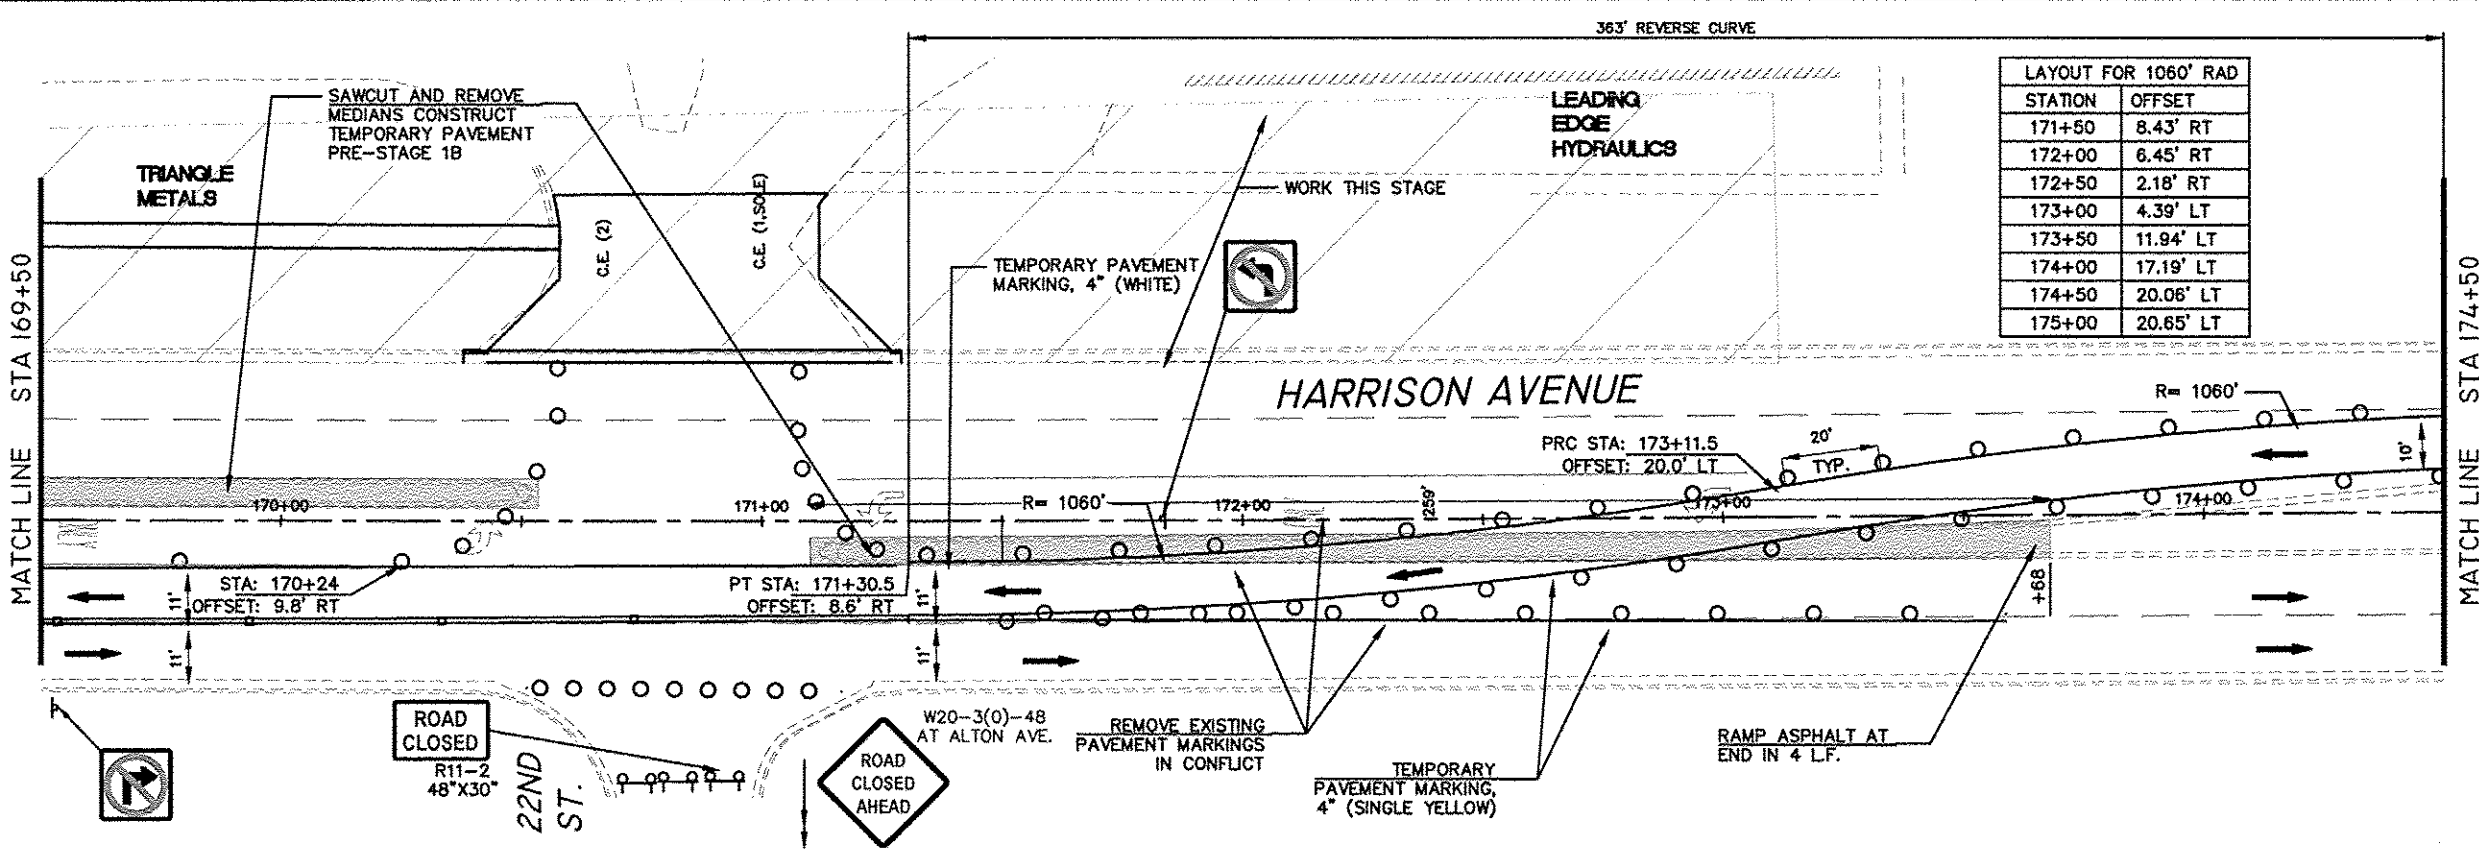 363' REVERSE CURVE
LAYOUT FOR 1060' RAD
STATION OFFSET
171+50 8.43' RT
172+00 6.45' RT
172+50 2.18' RT
173+00 4.39' LT
173+50 11.94' LT
174+00 17.19' LT
174+50 20.06' LT
175+00 20.65' LT
SAWCUT AND REMOVE
MEDIANS CONSTRUCT
TEMPORARY PAVEMENT
PRE-STAGE 1B
TRIANGLE
METALS
LEADING
EDGE
HYDRAULICS
WORK THIS STAGE
C.E. (2)
C.E. (1,SOLE)
TEMPORARY PAVEMENT
MARKING, 4" (WHITE)
MATCH LINE STA 169+50
MATCH LINE STA 174+50
HARRISON AVENUE
R= 1060'
PRC STA: 173+11.5
OFFSET: 20.0' LT
20'
TYP.
10'
170+00
171+00
R= 1060'
172+00
259'
173+00
174+00
STA: 170+24
OFFSET: 9.8' RT
11'
PT STA: 171+30.5
OFFSET: 8.6' RT
11'
+68
11'
11'
ROAD
CLOSED
R11-2
48"X30"
22ND
ST.
ROAD
CLOSED
AHEAD
W20-3(O)-48
AT ALTON AVE.
REMOVE EXISTING
PAVEMENT MARKINGS
IN CONFLICT
TEMPORARY
PAVEMENT MARKING,
4" (SINGLE YELLOW)
RAMP ASPHALT AT
END IN 4 L.F.